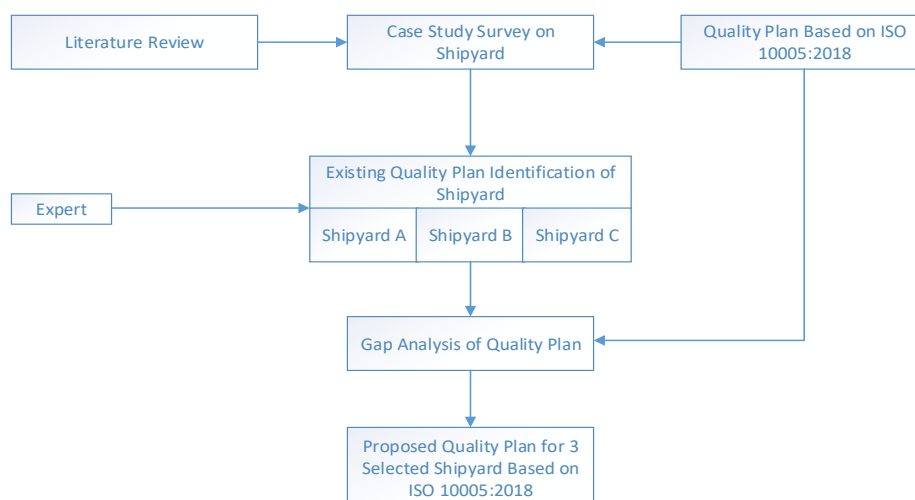 Literature Review
Case Study Survey on
Shipyard
Quality Plan Based on ISO
10005:2018
Existing Quality Plan Identification of
Shipyard
Expert
Shipyard A
Shipyard B
Shipyard C
Gap Analysis of Quality Plan
Proposed Quality Plan for 3
Selected Shipyard Based on
ISO 10005:2018